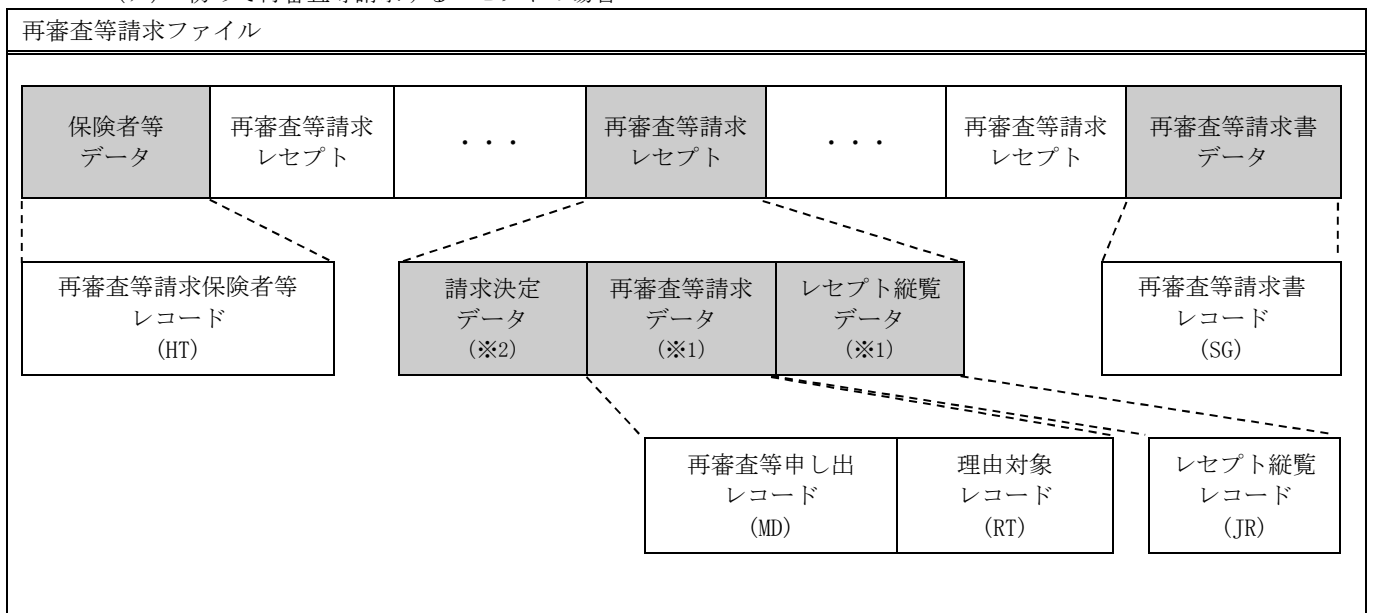 再審査等請求ファイル
保険者等
データ
再審査等請求
レセプト
・・・
再審査等請求
レセプト
・・・
再審査等請求
レセプト
再審査等請求書
データ
再審査等請求保険者等
レコード
(HT)
請求決定
データ
(※2)
再審査等請求
データ
(※1)
レセプト縦覧
データ
(※1)
再審査等請求書
レコード
(SG)
再審査等申し出
レコード
(MD)
理由対象
レコード
(RT)
レセプト縦覧
レコード
(JR)